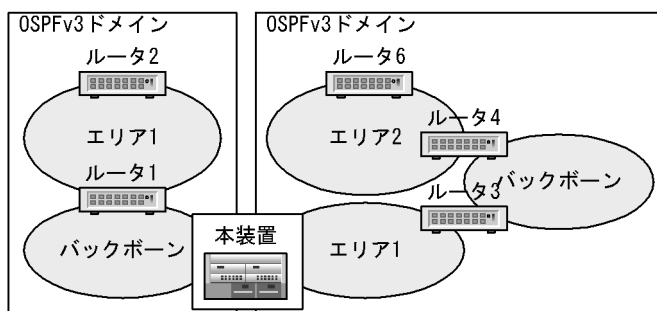 OSPFv3ドメイン
ルータ2
エリア1
ルータ1
バックボーン
本装置
OSPFv3ドメイン
ルータ6
エリア2
ルータ4
バックボーン
ルータ3
エリア1